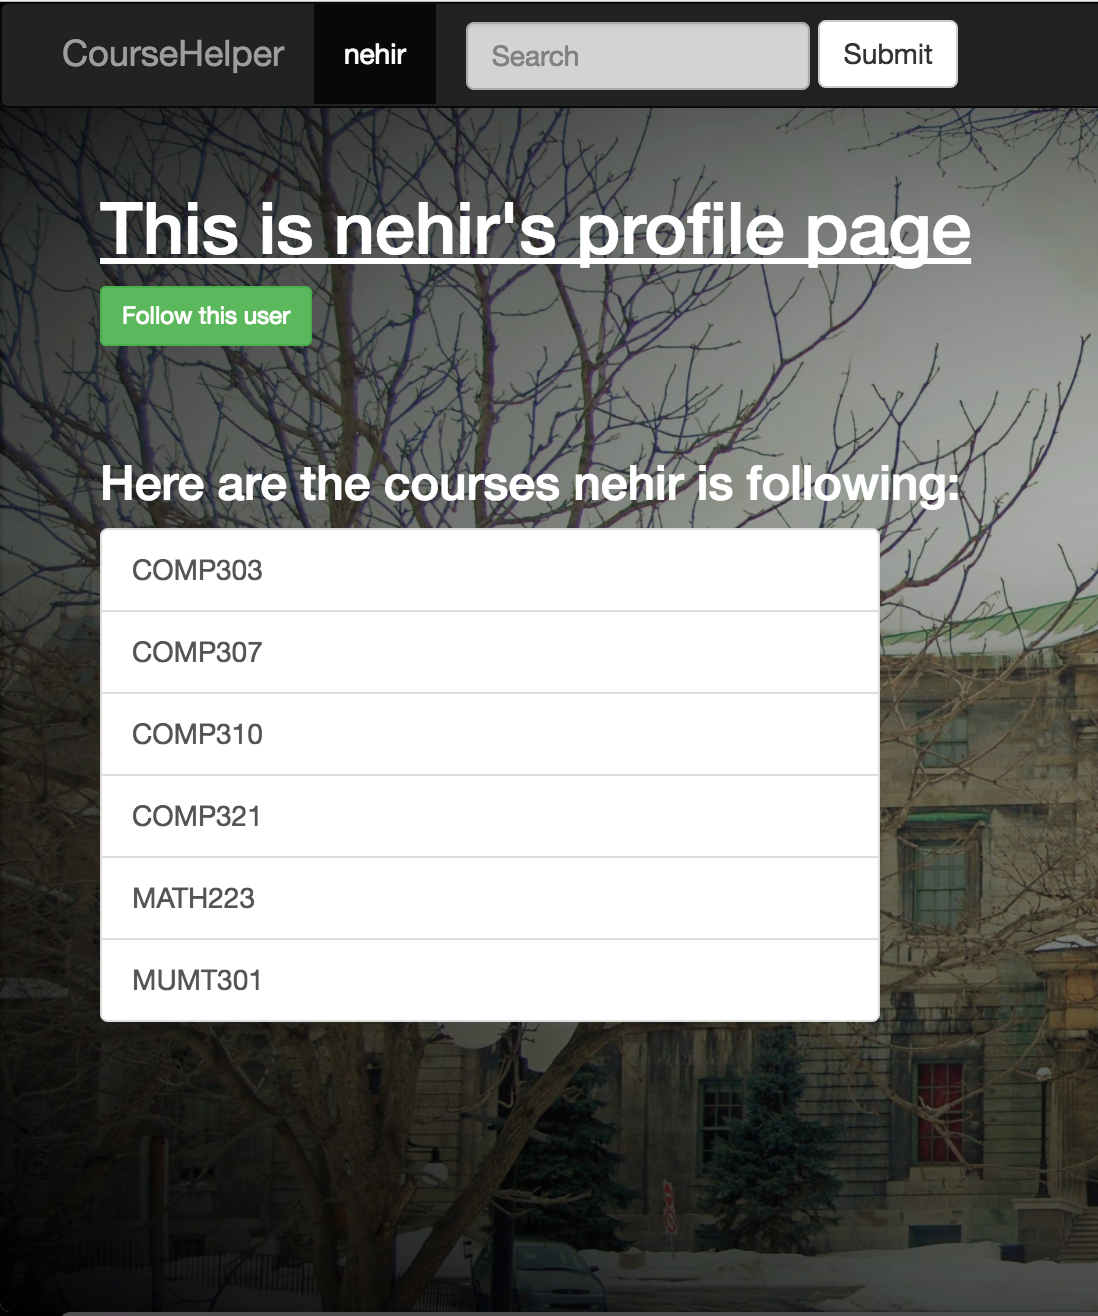 CourseHelper nehir Search Submit
This is nehir's profile page
Follow this user
Here are the courses nehir is following:
COMP303
COMP307
COMP310
COMP321
MATH223
MUMT301